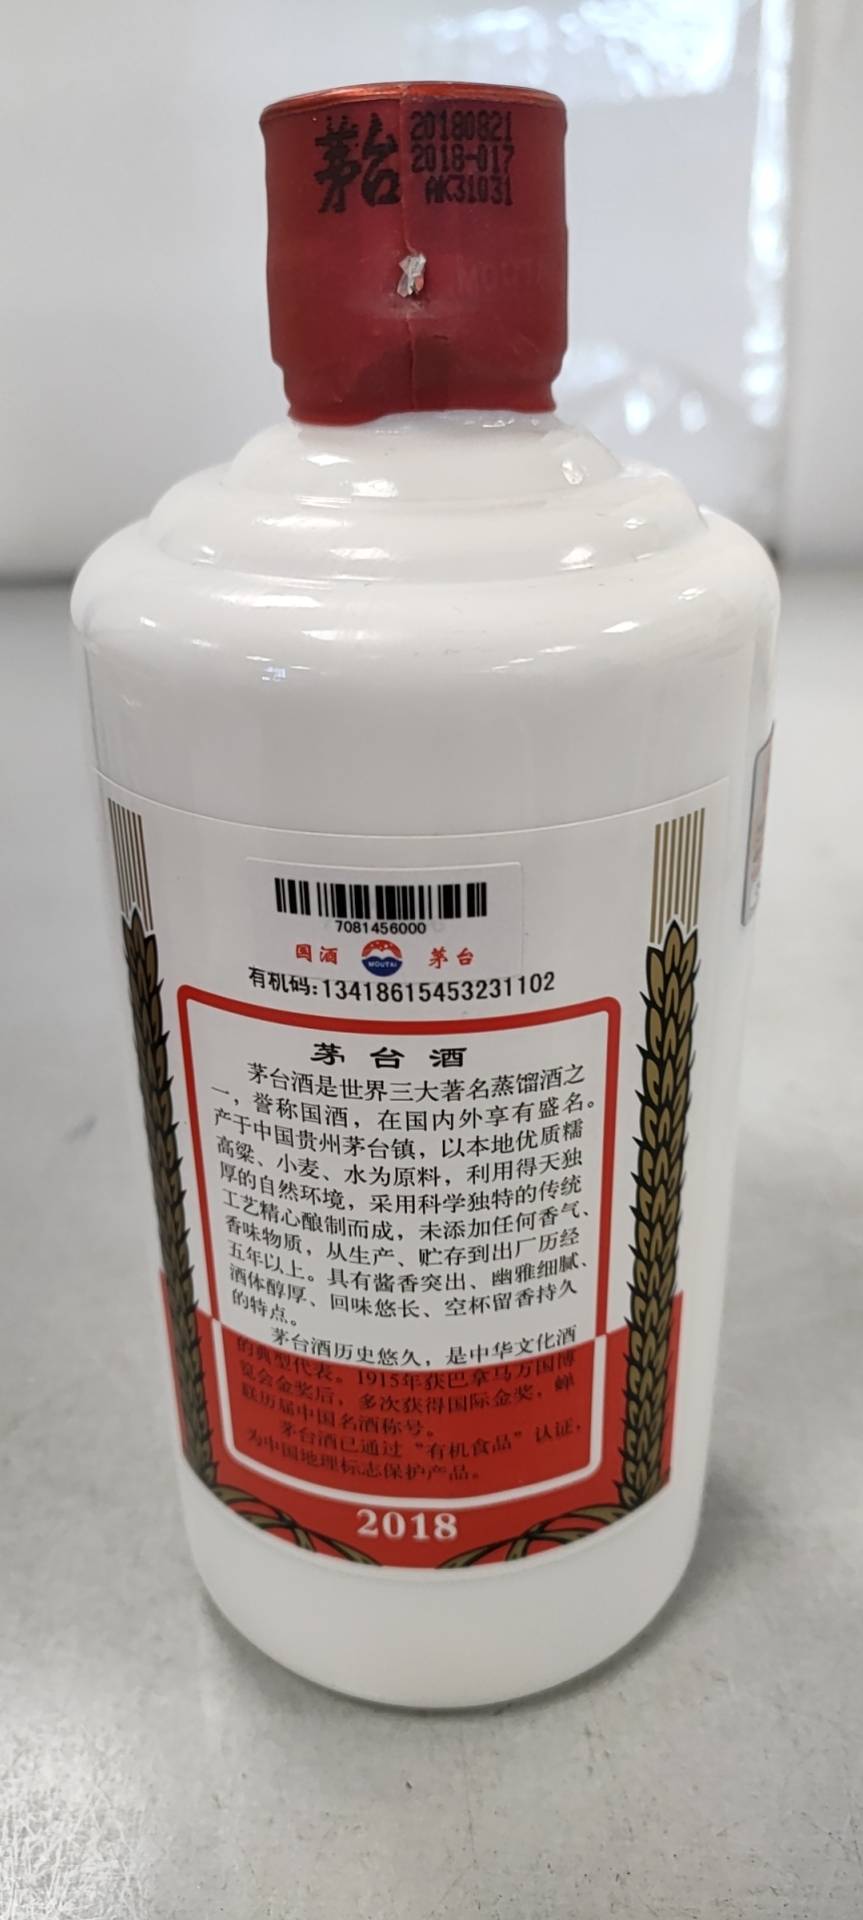 茅台
20180821
2018-017
AK31031
MOUTAI
7081456000
国酒
MOUTAI
茅台
有机码:13418615453231102
茅台酒
茅台酒是世界三大著名蒸馏酒之
一，誉称国酒，在国内外享有盛名。
产于中国贵州茅台镇，以本地优质糯
高粱、小麦、水为原料，利用得天独
厚的自然环境，采用科学独特的传统
工艺精心酿制而成，未添加任何香气、
香味物质，从生产、贮存到出厂历经
五年以上。具有酱香突出、幽雅细腻、
酒体醇厚、回味悠长、空杯留香持久
的特点。
茅台酒历史悠久，是中华文化酒
的典型代表。1915年获巴拿马万国博
览会金奖后，多次获得国际金奖，蝉
联历届中国名酒称号。
茅台酒已通过“有机食品”认证，
为中国地理标志保护产品。
2018